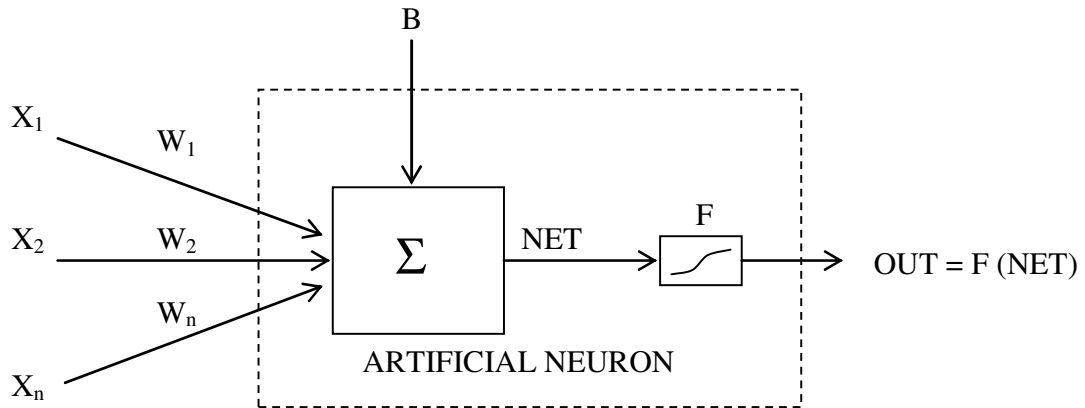 B
X₁
W₁
F
X₂
W₂
Σ
NET
OUT = F (NET)
Wₙ
ARTIFICIAL NEURON
Xₙ